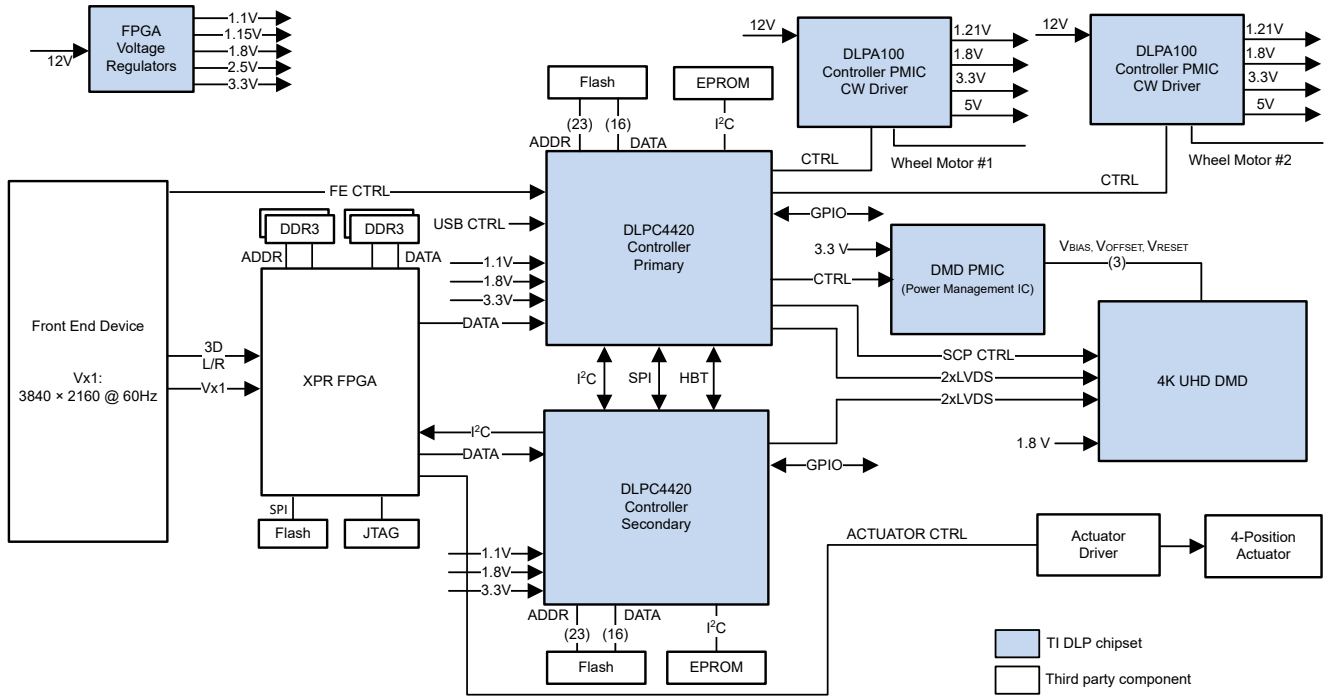 FPGA
Voltage
Regulators
12V
1.1V
1.15V
1.8V
2.5V
3.3V
Flash
(23)
(16)
ADDR
DATA
EPROM
I²C
12V
DLPA100
Controller PMIC
CW Driver
1.21V
1.8V
3.3V
5V
CTRL
Wheel Motor #1
12V
DLPA100
Controller PMIC
CW Driver
1.21V
1.8V
3.3V
5V
Wheel Motor #2
CTRL
Front End Device
Vx1:
3840 × 2160 @ 60Hz
FE CTRL
USB CTRL
DDR3
DDR3
ADDR
DATA
1.1V
1.8V
3.3V
DATA
3D
L/R
Vx1
XPR FPGA
DLPC4420
Controller
Primary
GPIO
3.3 V
CTRL
DMD PMIC
(Power Management IC)
VBIAS, VOFFSET, VRESET
(3)
SCP CTRL
2xLVDS
2xLVDS
4K UHD DMD
1.8 V
I²C
SPI
HBT
I²C
DATA
SPI
Flash
JTAG
DLPC4420
Controller
Secondary
GPIO
1.1V
1.8V
3.3V
ADDR
DATA
(23)
(16)
Flash
I²C
EPROM
ACTUATOR CTRL
Actuator
Driver
4-Position
Actuator
TI DLP chipset
Third party component